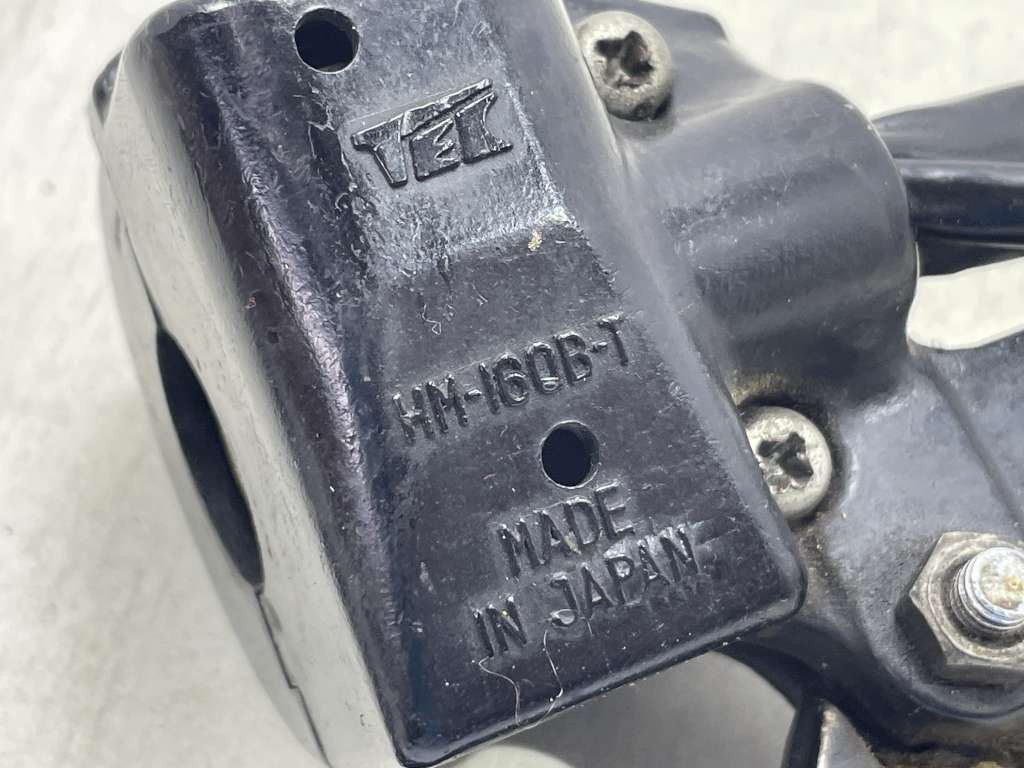 TEK
HM-160B-T
MADE
IN JAPAN